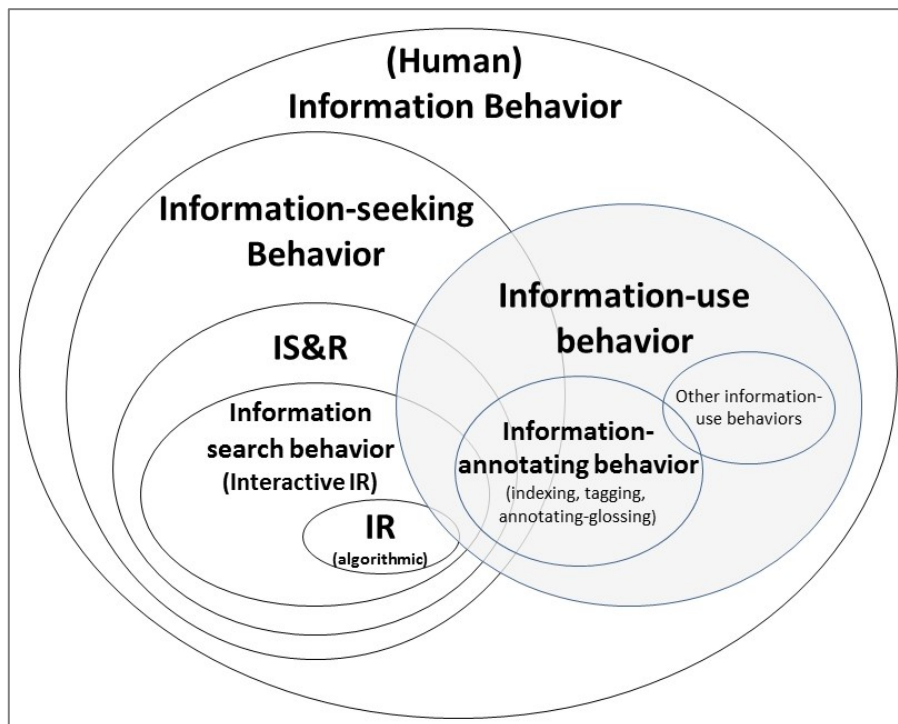 (Human)
Information Behavior
Information-seeking
Behavior
Information-use
behavior
IS&R
Information
search behavior
(Interactive IR)
IR
(algorithmic)
Information-
annotating behavior
(indexing, tagging,
annotating-glossing)
Other information-
use behaviors